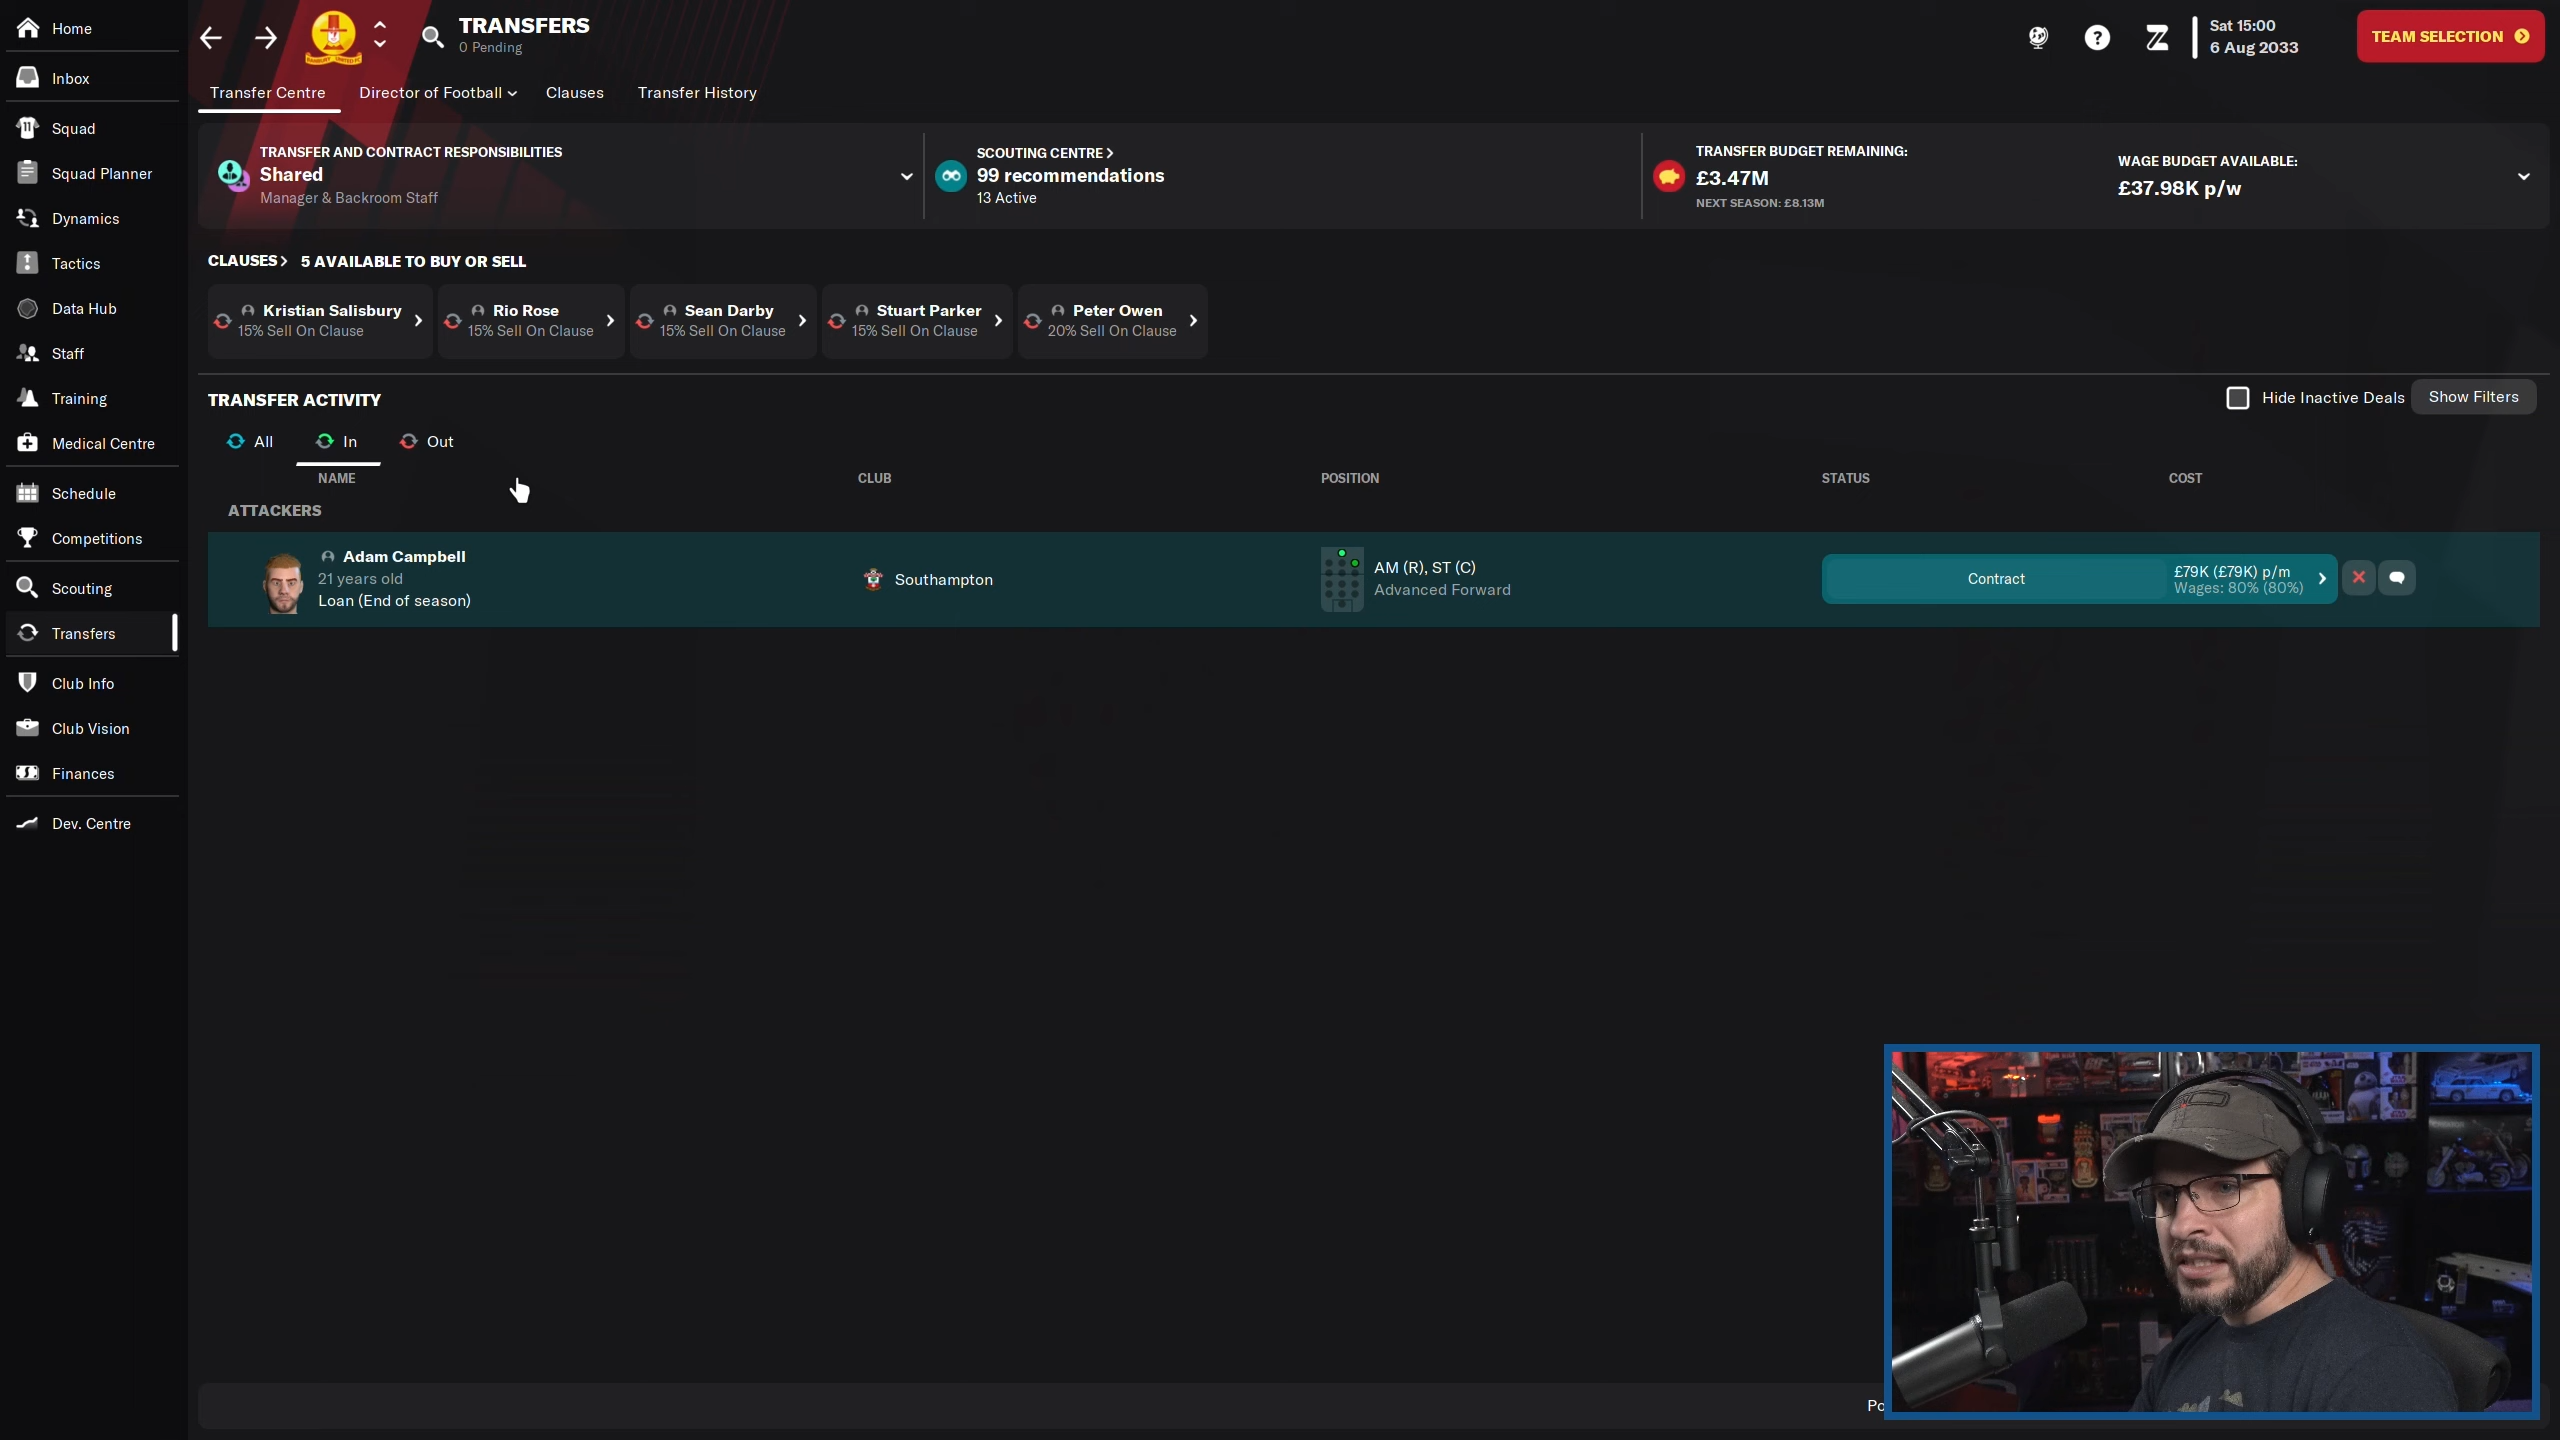 Home
Inbox
Squad
Squad Planner
Dynamics
Tactics
Data Hub
Staff
Training
Medical Centre
Schedule
Competitions
Scouting
Transfers
Club Info
Club Vision
Finances
Dev. Centre
TRANSFERS
0 Pending
Sat 15:00
6 Aug 2033
TEAM SELECTION
Transfer Centre
Director of Football
Clauses
Transfer History
TRANSFER AND CONTRACT RESPONSIBILITIES
Shared
Manager & Backroom Staff
SCOUTING CENTRE
99 recommendations
13 Active
TRANSFER BUDGET REMAINING:
£3.47M
NEXT SEASON: £8.13M
WAGE BUDGET AVAILABLE:
£37.98K p/w
CLAUSES 5 AVAILABLE TO BUY OR SELL
Kristian Salisbury
15% Sell On Clause
Rio Rose
15% Sell On Clause
Sean Darby
15% Sell On Clause
Stuart Parker
15% Sell On Clause
Peter Owen
20% Sell On Clause
TRANSFER ACTIVITY
Hide Inactive Deals
Show Filters
All
In
Out
NAME
CLUB
POSITION
STATUS
COST
ATTACKERS
Adam Campbell
21 years old
Loan (End of season)
Southampton
AM (R), ST (C)
Advanced Forward
Contract
£79K (£79K) p/m
Wages: 80% (80%)